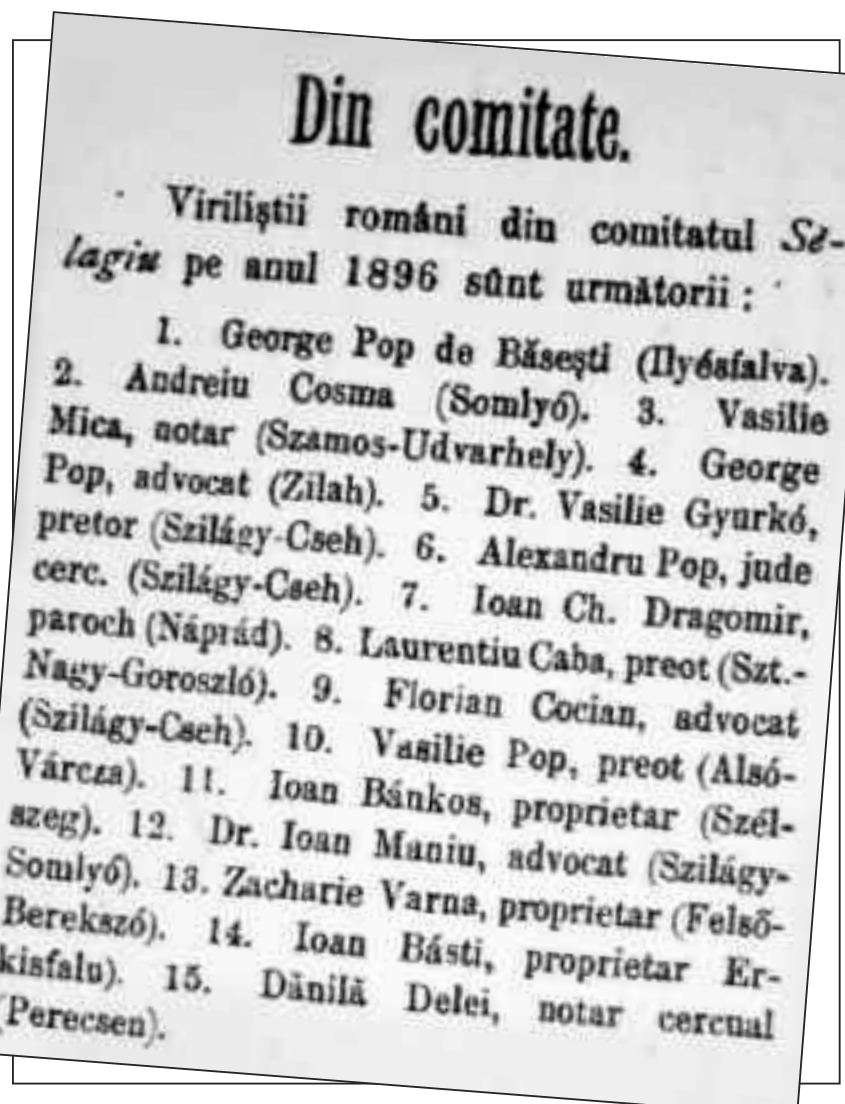 Din comitate.
Viriliștii români din comitatul Sě-
lagiu pe anul 1896 sûnt următorii :
1. George Pop de Băsești (Ilyésfalva).
2. Andreiu Cosma (Somlyó). 3. Vasilie
Mica, notar (Szamos-Udvarhely). 4. George
Pop, advocat (Zilah). 5. Dr. Vasilie Gyurkó,
pretor (Szilágy-Cseh). 6. Alexandru Pop, jude
cerc. (Szilágy-Cseh). 7. Ioan Ch. Dragomir,
paroch (Náprád). 8. Laurentiu Caba, preot (Szt.-
Nagy-Goroszló). 9. Florian Cocian, advocat
(Szilágy-Cseh). 10. Vasilie Pop, preot (Alsó-
Várcza). 11. Ioan Bánkos, proprietar (Szél-
szeg). 12. Dr. Ioan Maniu, advocat (Szilágy-
Somlyó). 13. Zacharie Varna, proprietar (Felső-
Berekszó). 14. Ioan Básti, proprietar Er-
kisfalu). 15. Dănilă Delei, notar cercual
(Perecsen).